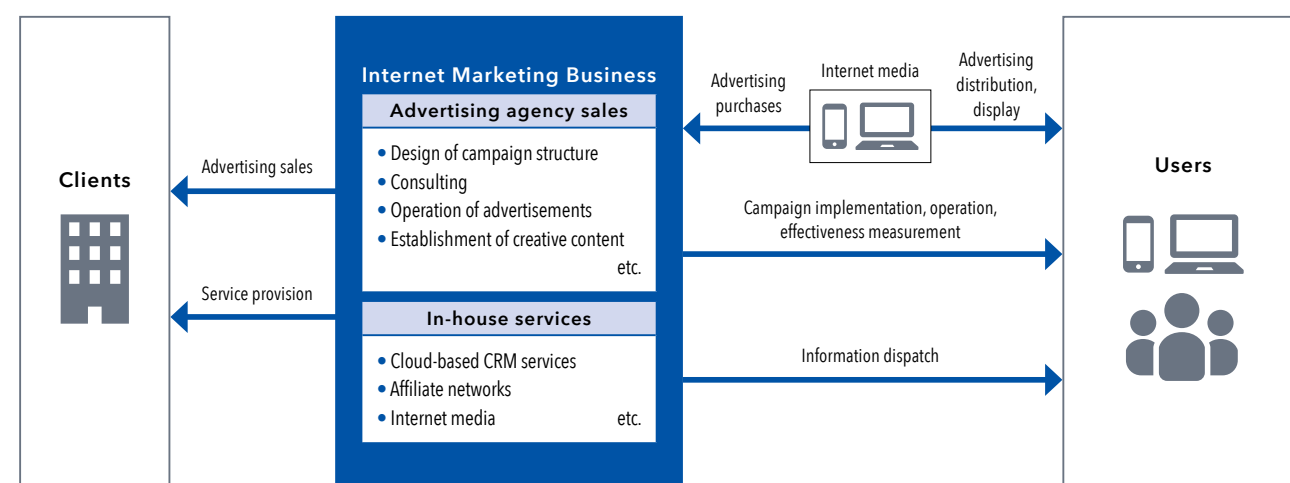 Clients
Advertising sales
Service provision
Internet Marketing Business
Advertising agency sales
• Design of campaign structure
• Consulting
• Operation of advertisements
• Establishment of creative content
etc.
In-house services
• Cloud-based CRM services
• Affiliate networks
• Internet media etc.
Advertising
purchases
Internet media
Advertising
distribution,
display
Campaign implementation, operation,
effectiveness measurement
Information dispatch
Users